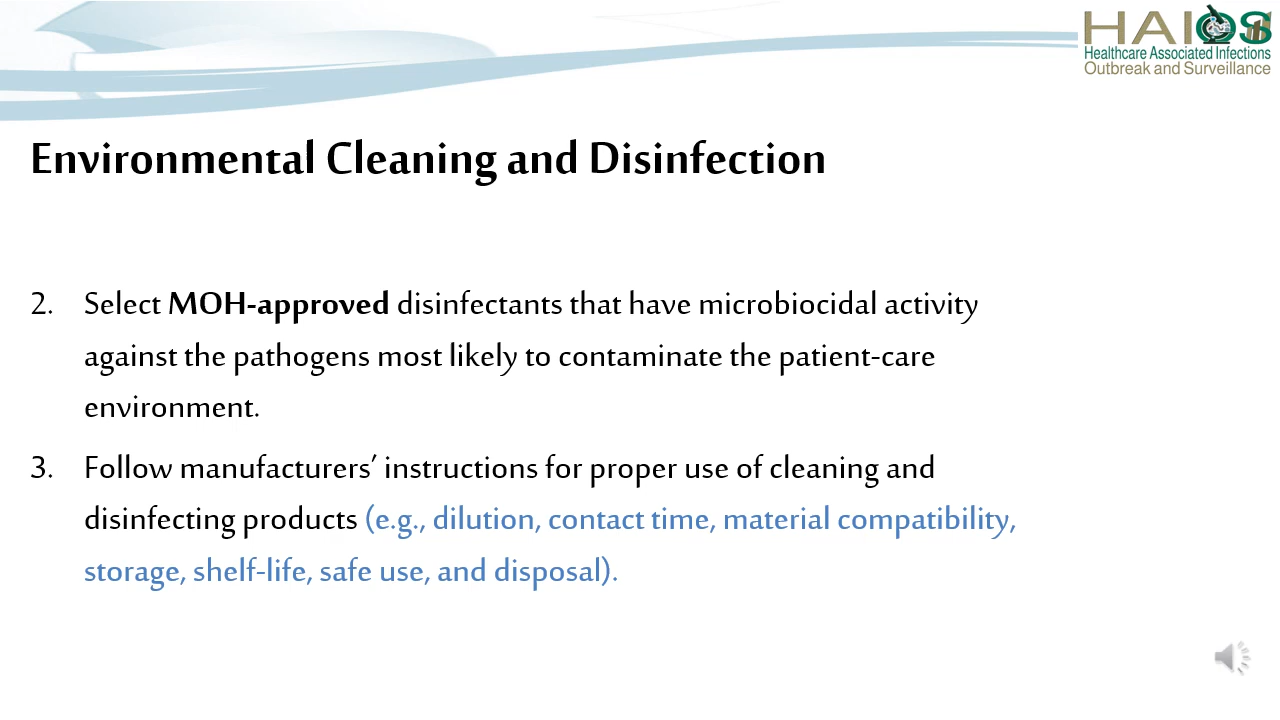 HAIOS
Healthcare Associated Infections
Outbreak and Surveillance
Environmental Cleaning and Disinfection
2. Select MOH-approved disinfectants that have microbiocidal activity
against the pathogens most likely to contaminate the patient-care
environment.
3. Follow manufacturers’ instructions for proper use of cleaning and
disinfecting products (e.g., dilution, contact time, material compatibility,
storage, shelf-life, safe use, and disposal).